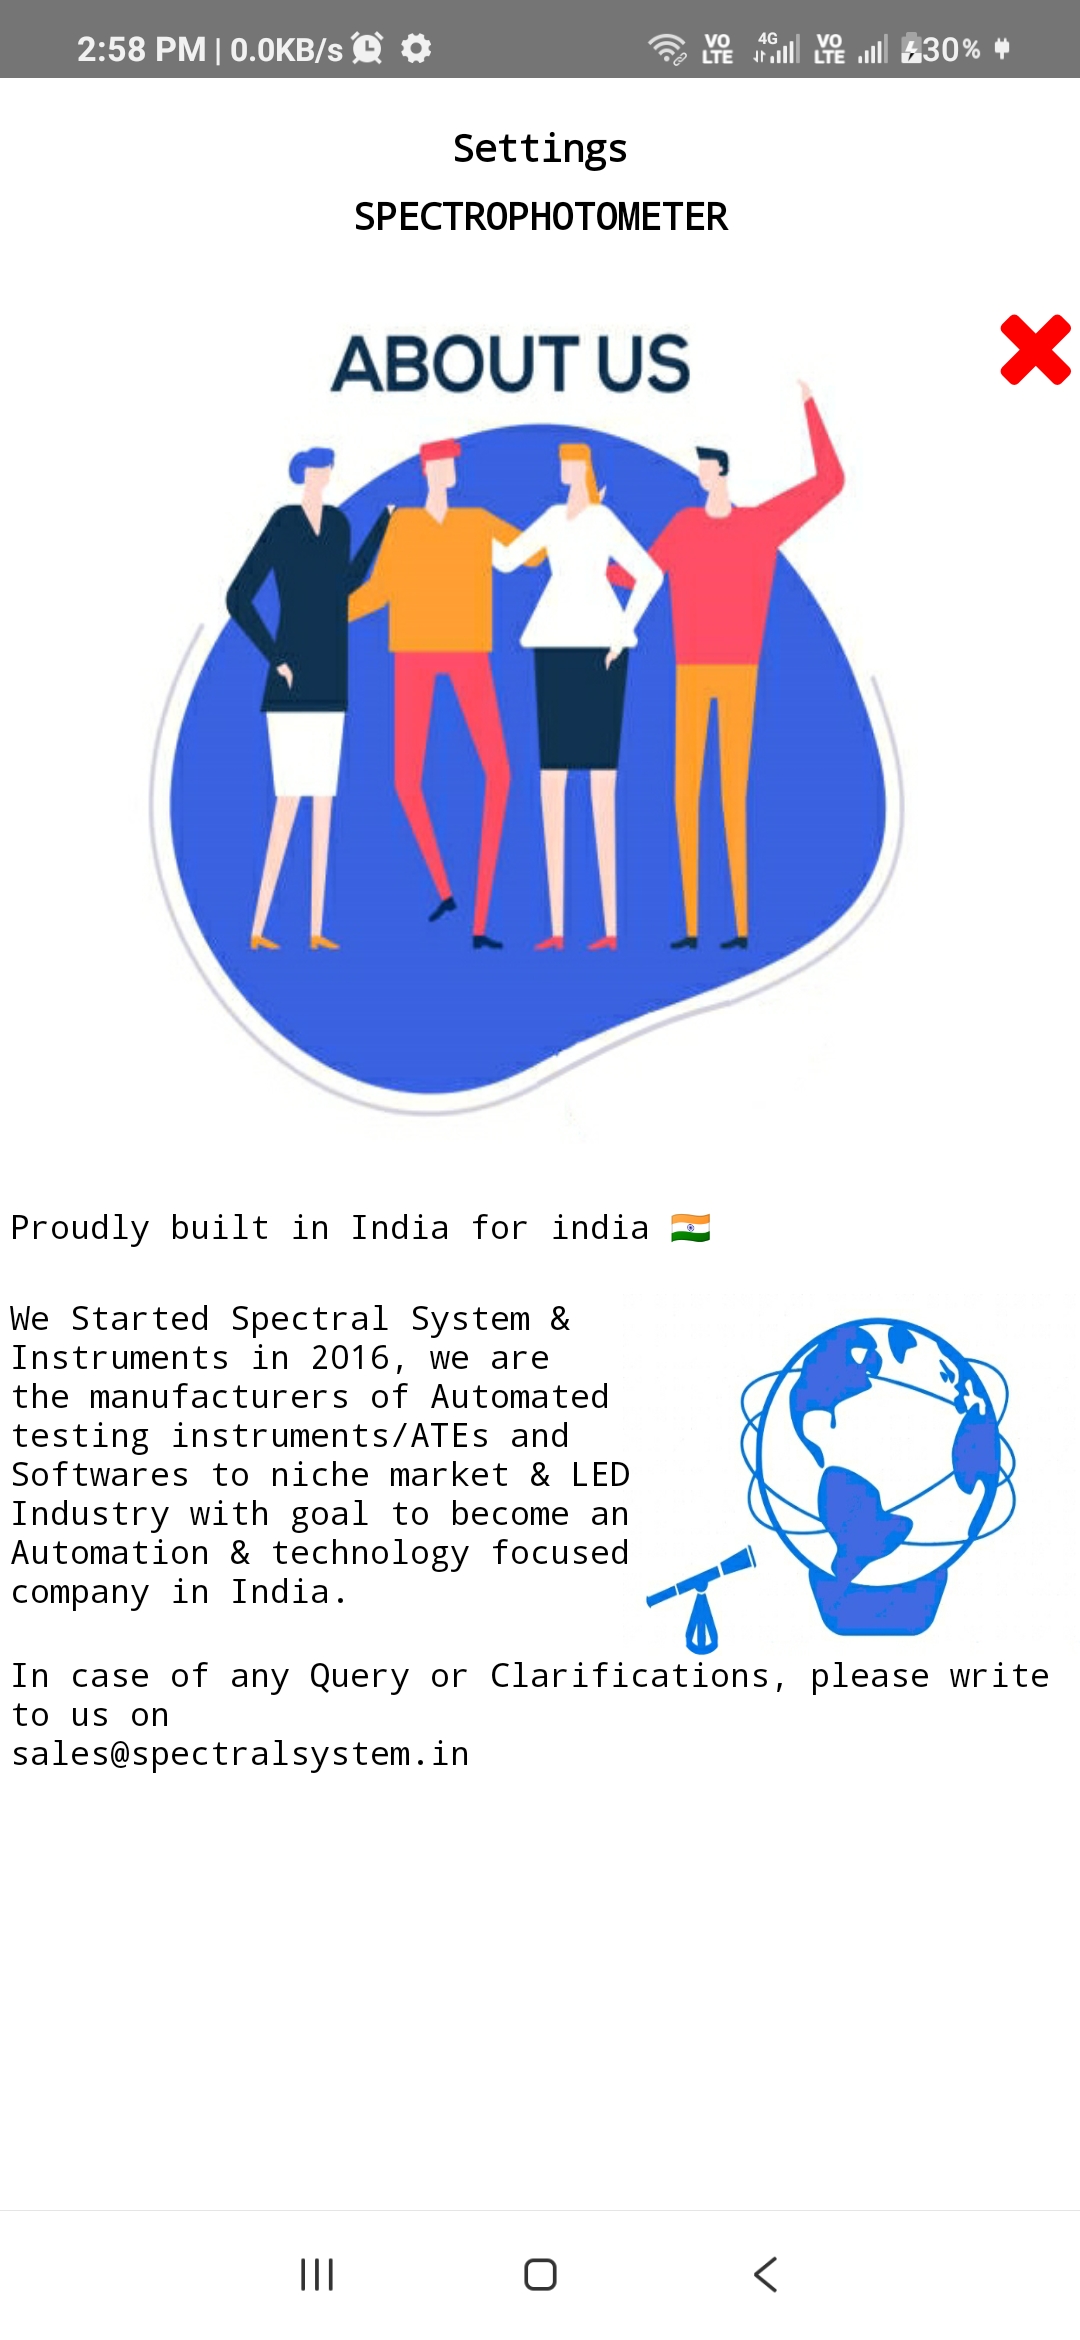 2:58 PM | 0.0KB/s VO LTE 4G VO LTE 30%
Settings
SPECTROPHOTOMETER
ABOUT US
Proudly built in India for india 🇮🇳
We Started Spectral System &
Instruments in 2016, we are
the manufacturers of Automated
testing instruments/ATEs and
Softwares to niche market & LED
Industry with goal to become an
Automation & technology focused
company in India.
In case of any Query or Clarifications, please write
to us on
sales@spectralsystem.in